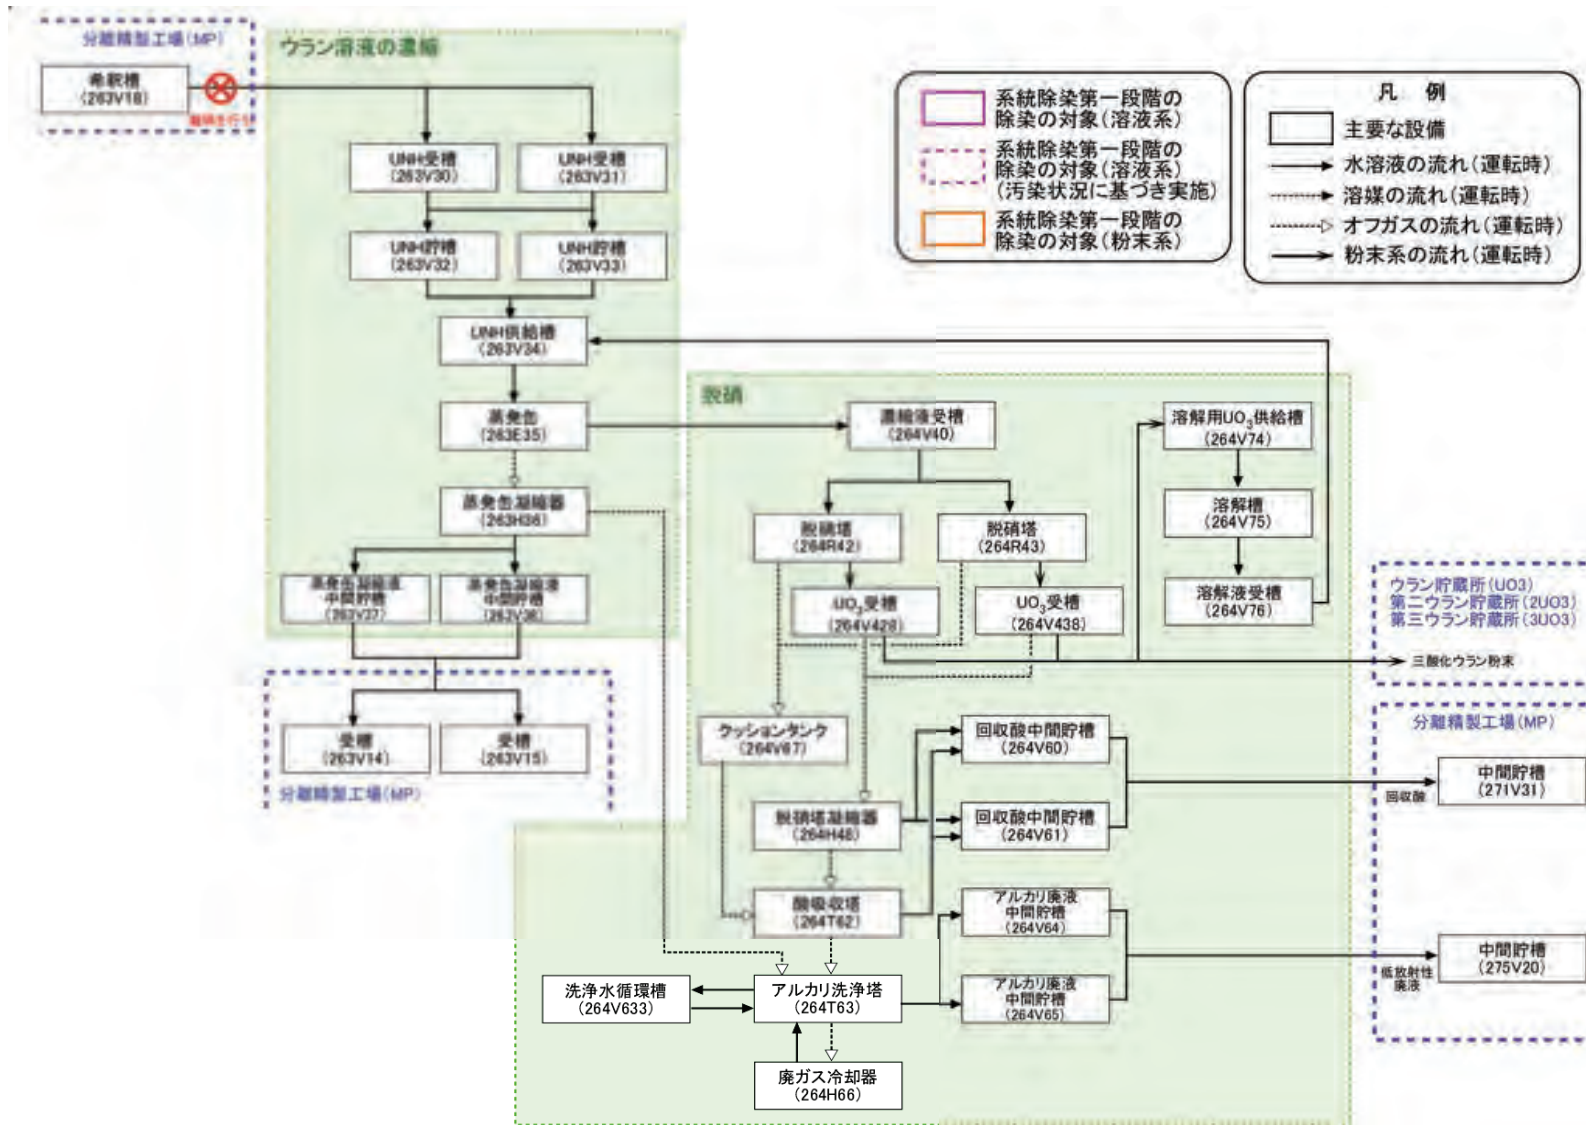 分離精製工場(MP)
希釈槽
(263V18)
ウラン溶液の濃縮
UNH受槽
(263V30)
UNH受槽
(263V31)
UNH貯槽
(263V32)
UNH貯槽
(263V33)
UNH供給槽
(263V34)
蒸発缶
(263E35)
蒸発缶凝縮器
(263H36)
蒸発缶凝縮液
中間貯槽
(263V37)
蒸発缶凝縮液
中間貯槽
受槽
(263V14)
受槽
(263V15)
分離精製工場(MP)
系統除染第一段階の
除染の対象(溶液系)
系統除染第一段階の
除染の対象(溶液系)
(汚染状況に基づき実施)
系統除染第一段階の
除染の対象(粉末系)
凡 例
主要な設備
水溶液の流れ(運転時)
溶媒の流れ(運転時)
オフガスの流れ(運転時)
粉末系の流れ(運転時)
脱硝
濃縮液受槽
(264V40)
溶解用UO₃供給槽
(264V74)
脱硝塔
(264R42)
脱硝塔
(264R43)
溶解槽
(264V75)
UO₃受槽
(264V428)
UO₃受槽
(264V438)
溶解液受槽
(264V76)
ウラン貯蔵所(UO3)
第二ウラン貯蔵所(2UO3)
第三ウラン貯蔵所(3UO3)
三酸化ウラン粉末
クッションタンク
(264V67)
回収酸中間貯槽
(264V60)
分離精製工場(MP)
中間貯槽
(271V31)
回収酸
脱硝塔凝縮器
(264H48)
回収酸中間貯槽
(264V61)
酸吸収塔
(264T62)
アルカリ廃液
中間貯槽
(264V64)
中間貯槽
(275V20)
低放射性
廃液
洗浄水循環槽
(264V633)
アルカリ洗浄塔
(264T63)
アルカリ廃液
中間貯槽
(264V65)
廃ガス冷却器
(264H66)